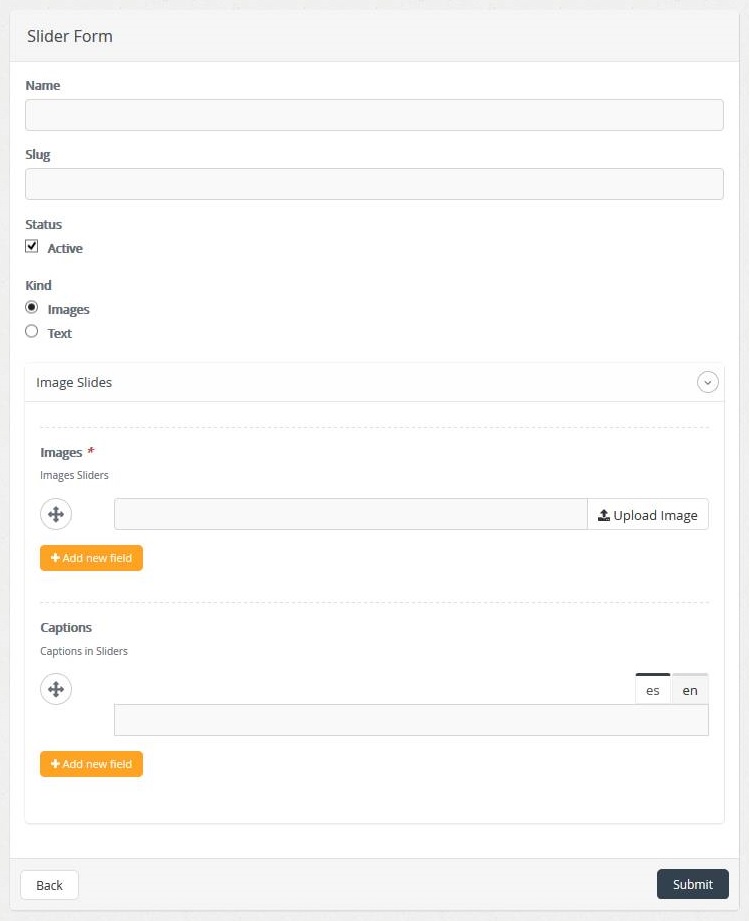 Slider Form
Name
Slug
Status
Active
Kind
Images
Text
Image Slides
Images *
Images Sliders
Upload Image
+ Add new field
Captions
Captions in Sliders
es en
+ Add new field
Back Submit